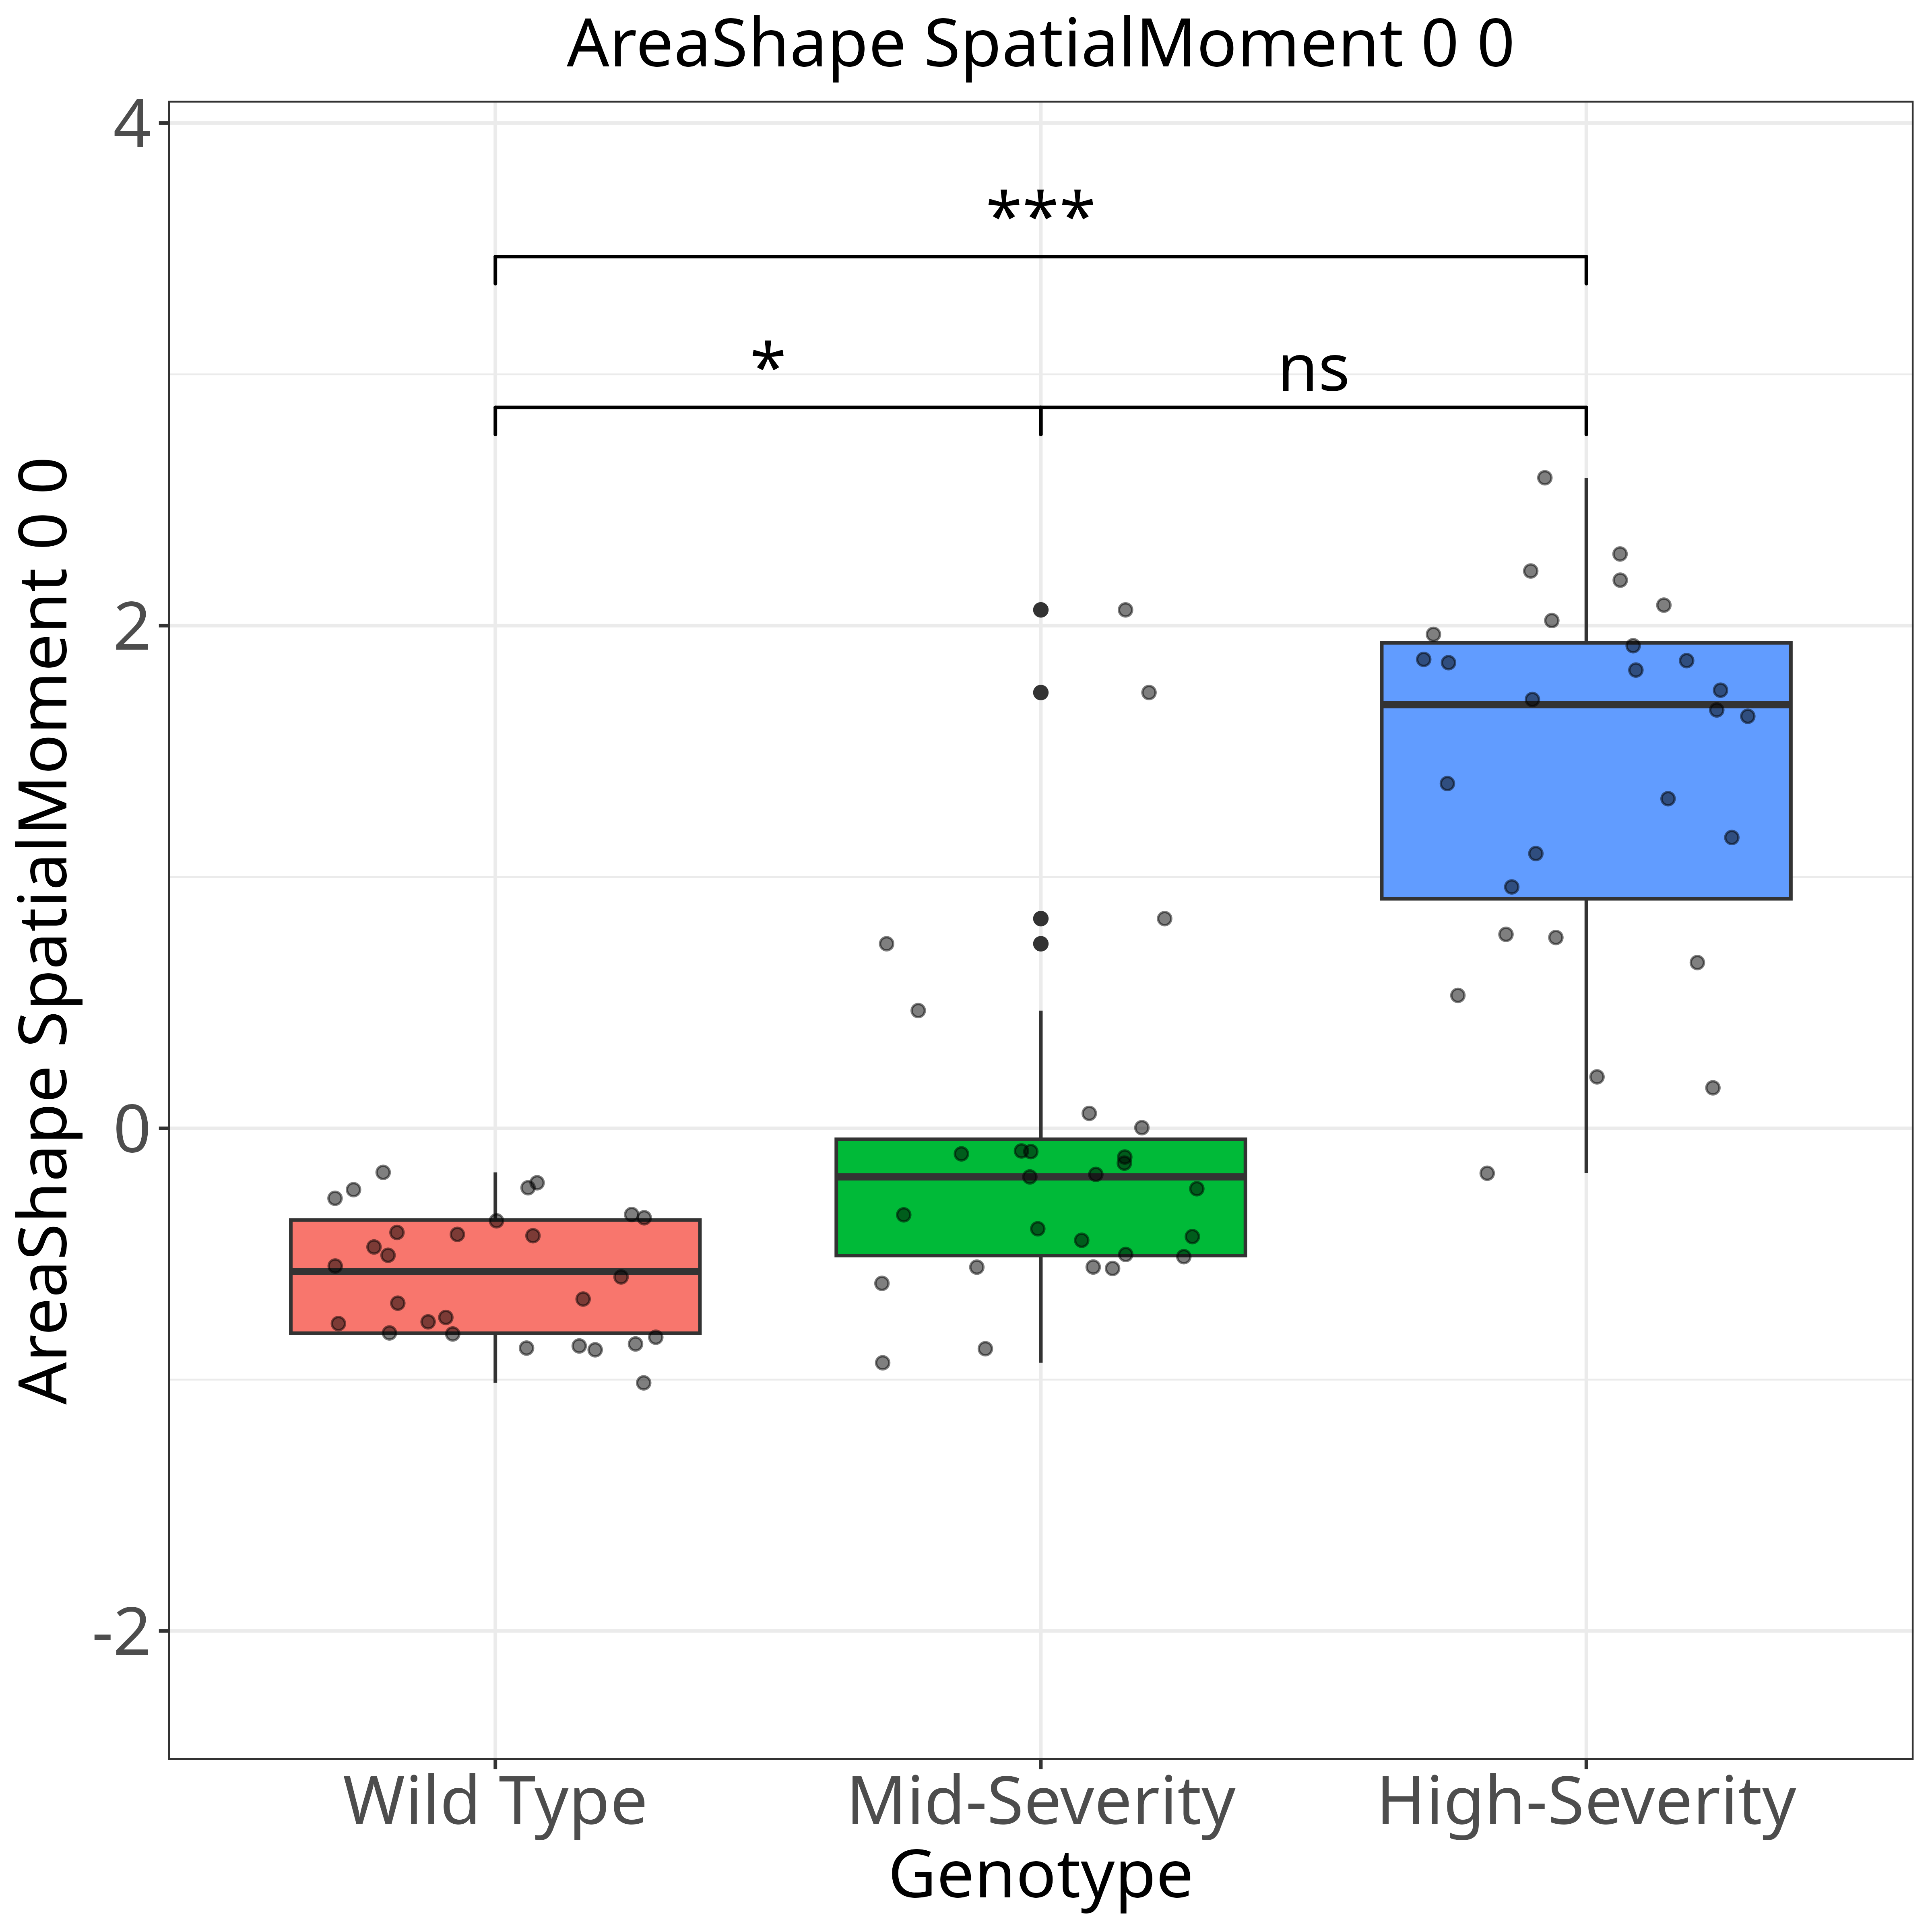 AreaShape SpatialMoment 0 0
4
***
*
ns
2
0
-2
AreaShape SpatialMoment 0 0
Wild Type
Mid-Severity
High-Severity
Genotype